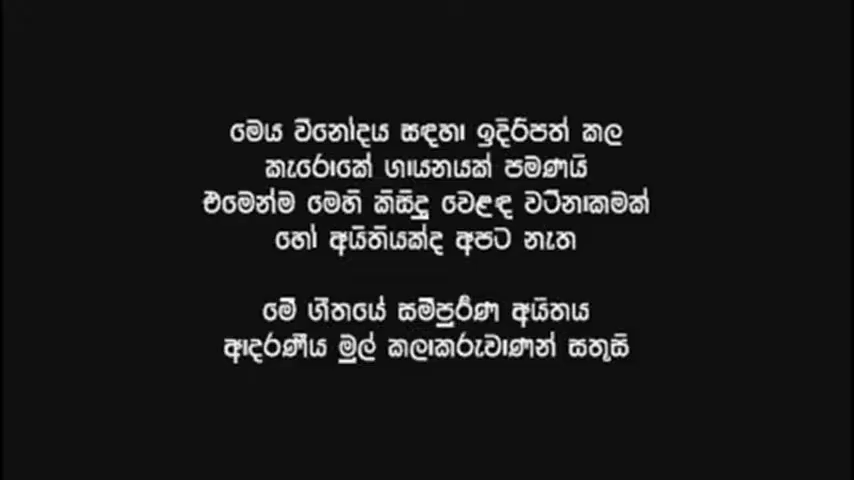 මෙය විනෝදය සඳහා ඉදිරිපත් කල
කැරොකේ ගායනයක් පමණයි
එමෙන්ම මෙහි කිසිදු වෙළඳ වටිනාකමක්
හෝ අයිතියක්ද අපට නැත
මේ ගීතයේ සම්පුර්ණ අයිතය
ආදරණීය මුල් කලාකරුවාණන් සතුසි